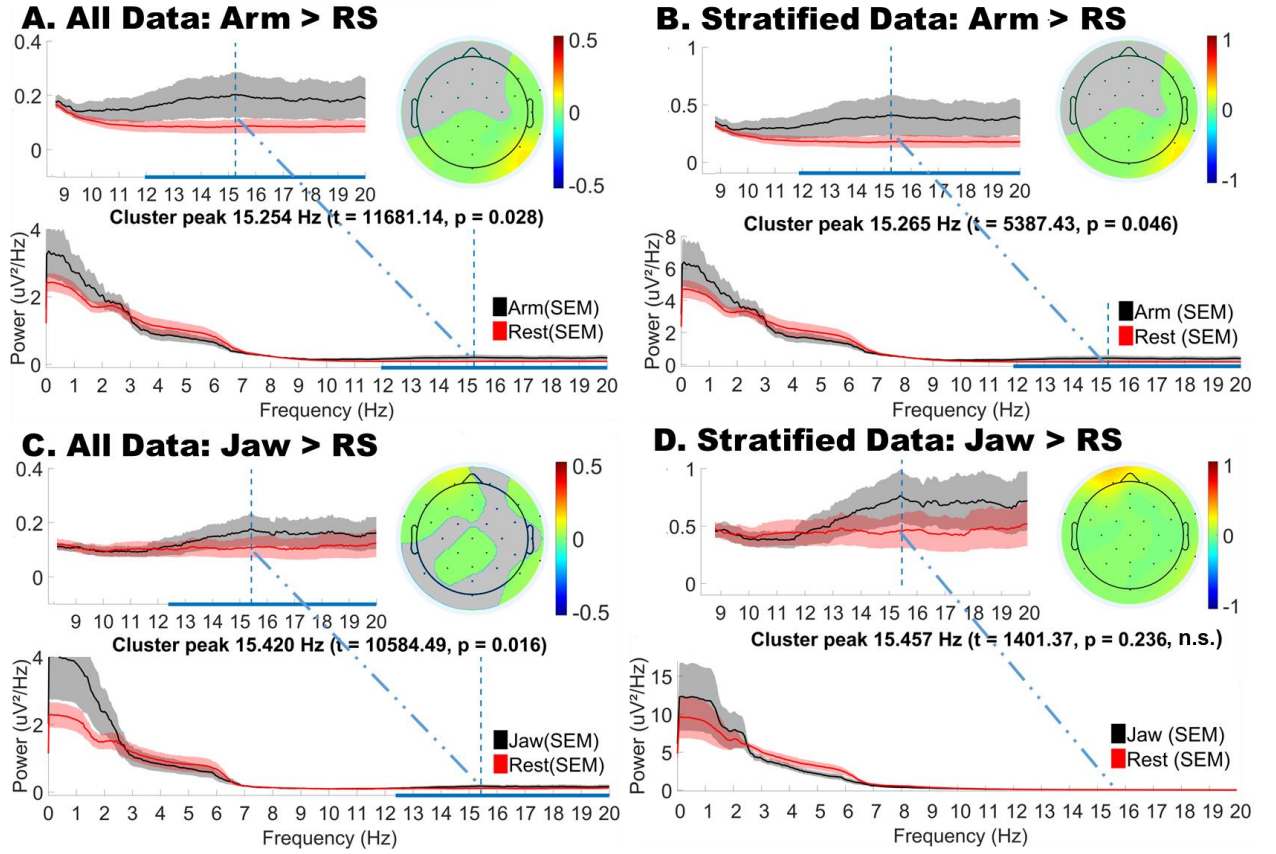 A. All Data: Arm > RS
0.4
0.2
0
9 10 11 12 13 14 15 16 17 18 19 20
0.5
0
-0.5
Cluster peak 15.254 Hz (t = 11681.14, p = 0.028)
4
2
0
Power (uV²/Hz)
Arm(SEM)
Rest(SEM)
0 1 2 3 4 5 6 7 8 9 10 11 12 13 14 15 16 17 18 19 20
Frequency (Hz)
B. Stratified Data: Arm > RS
1
0.5
0
9 10 11 12 13 14 15 16 17 18 19 20
1
0
-1
Cluster peak 15.265 Hz (t = 5387.43, p = 0.046)
8
6
4
2
0
Power (uV²/Hz)
Arm (SEM)
Rest (SEM)
0 1 2 3 4 5 6 7 8 9 10 11 12 13 14 15 16 17 18 19 20
Frequency (Hz)
C. All Data: Jaw > RS
0.4
0.2
0
9 10 11 12 13 14 15 16 17 18 19 20
0.5
0
-0.5
Cluster peak 15.420 Hz (t = 10584.49, p = 0.016)
4
2
0
Power (uV²/Hz)
Jaw(SEM)
Rest(SEM)
0 1 2 3 4 5 6 7 8 9 10 11 12 13 14 15 16 17 18 19 20
Frequency (Hz)
D. Stratified Data: Jaw > RS
1
0.5
0
9 10 11 12 13 14 15 16 17 18 19 20
1
0
-1
Cluster peak 15.457 Hz (t = 1401.37, p = 0.236, n.s.)
15
10
5
0
Power (uV²/Hz)
Jaw (SEM)
Rest (SEM)
0 1 2 3 4 5 6 7 8 9 10 11 12 13 14 15 16 17 18 19 20
Frequency (Hz)